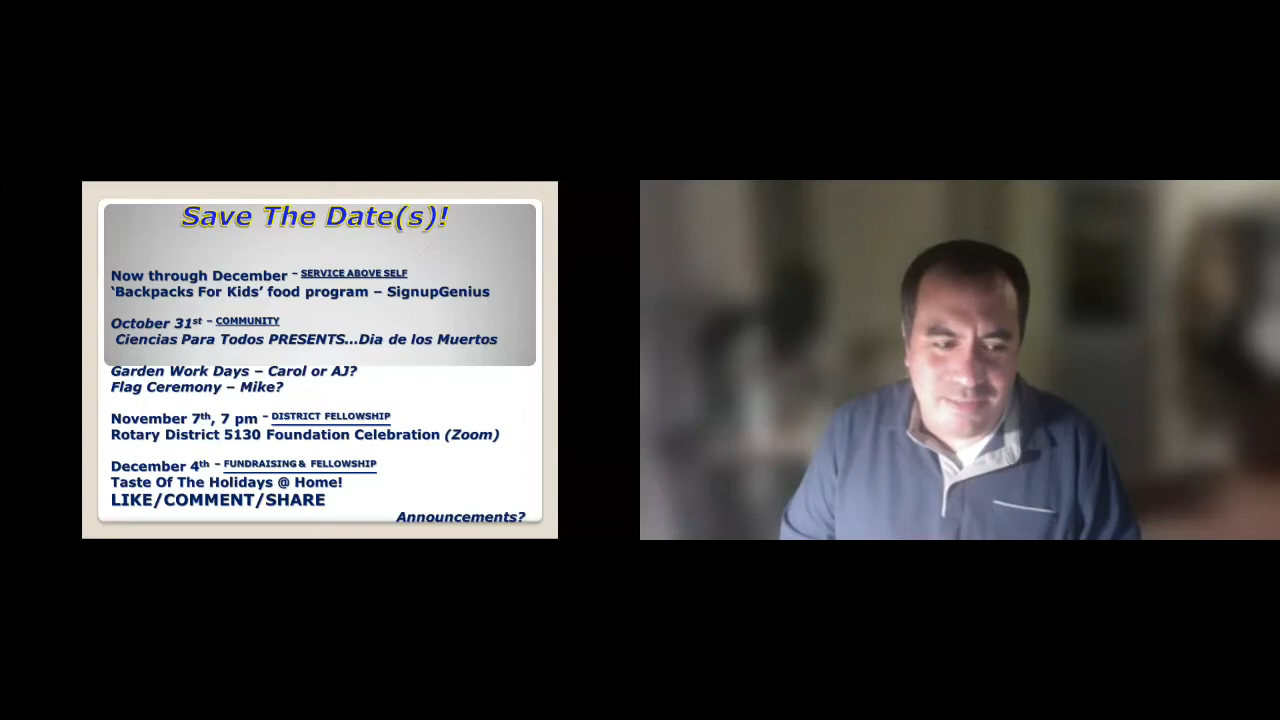 Save The Date(s)!
Now through December – SERVICE ABOVE SELF
‘Backpacks For Kids’ food program – SignupGenius
October 31st – COMMUNITY
Ciencias Para Todos PRESENTS...Dia de los Muertos
Garden Work Days – Carol or AJ?
Flag Ceremony – Mike?
November 7th, 7 pm – DISTRICT FELLOWSHIP
Rotary District 5130 Foundation Celebration (Zoom)
December 4th – FUNDRAISING & FELLOWSHIP
Taste Of The Holidays @ Home!
LIKE/COMMENT/SHARE
Announcements?